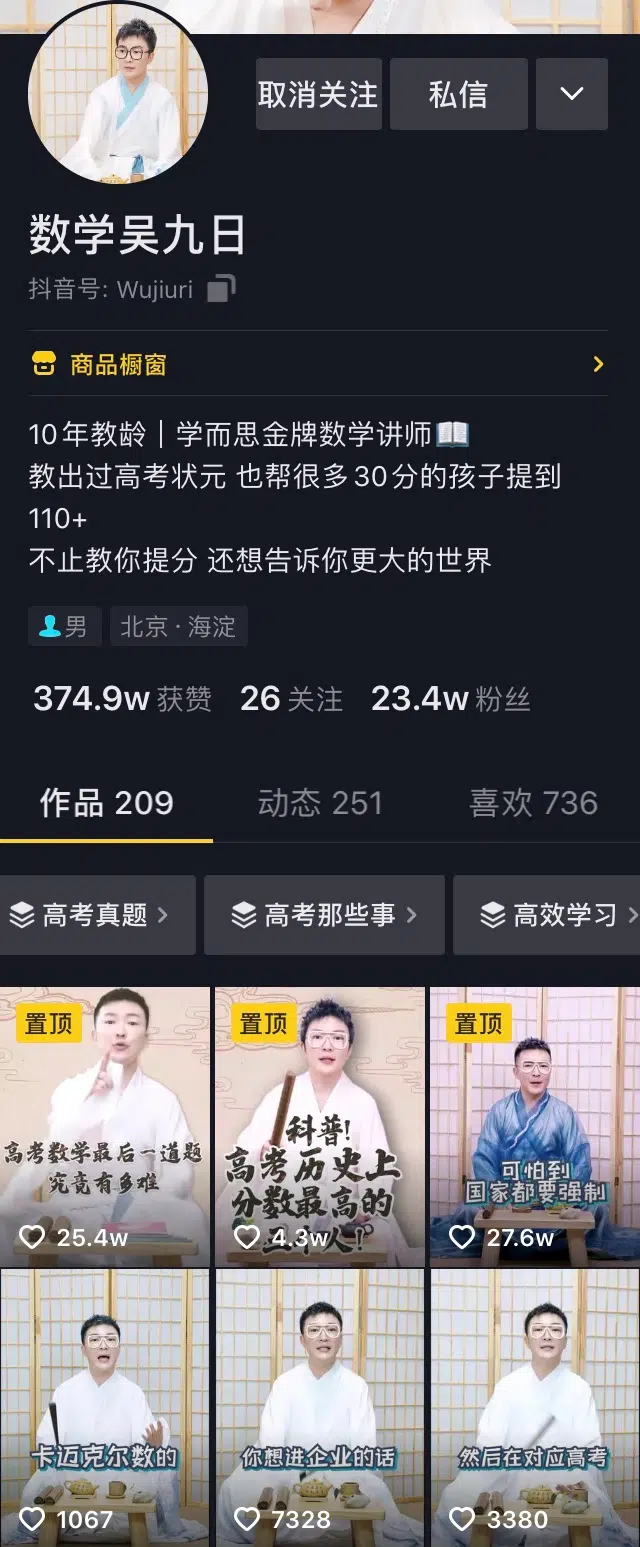 取消关注
私信
数学吴九日
抖音号: Wujiuri
商品橱窗
10年教龄｜学而思金牌数学讲师📖
教出过高考状元 也帮很多30分的孩子提到
110+
不止教你提分 还想告诉你更大的世界
男
北京 · 海淀
374.9w 获赞 26 关注 23.4w 粉丝
作品 209
动态 251
喜欢 736
高考真题
高考那些事
高效学习
置顶
高考数学最后一道题
究竟有多难
25.4w
置顶
科普!
高考历史上
分数最高的
三个人!
4.3w
置顶
可怕到
国家都要强制
27.6w
卡迈克尔数的
1067
你想进企业的话
7328
然后在对应高考
3380